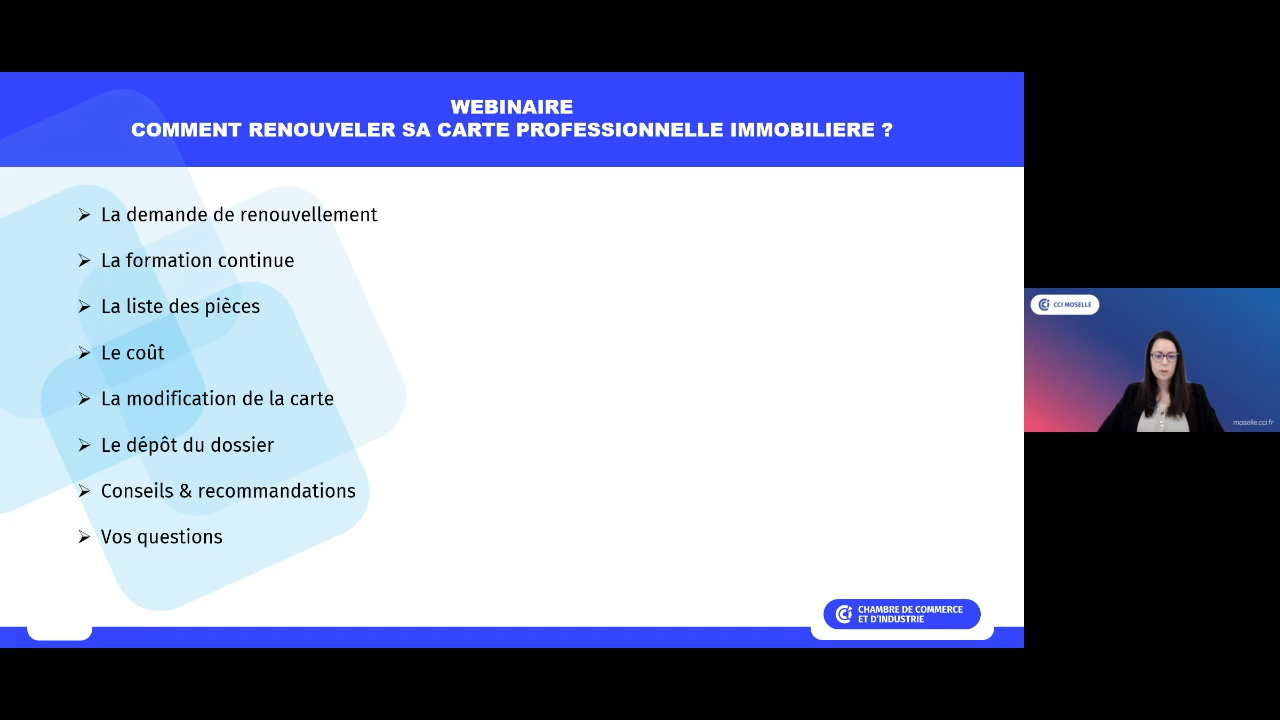 WEBINAIRE
COMMENT RENOUVELER SA CARTE PROFESSIONNELLE IMMOBILIERE ?
La demande de renouvellement
La formation continue
La liste des pièces
Le coût
La modification de la carte
Le dépôt du dossier
Conseils & recommandations
Vos questions
CHAMBRE DE COMMERCE
ET D'INDUSTRIE
CCI MOSELLE
moselle.cci.fr